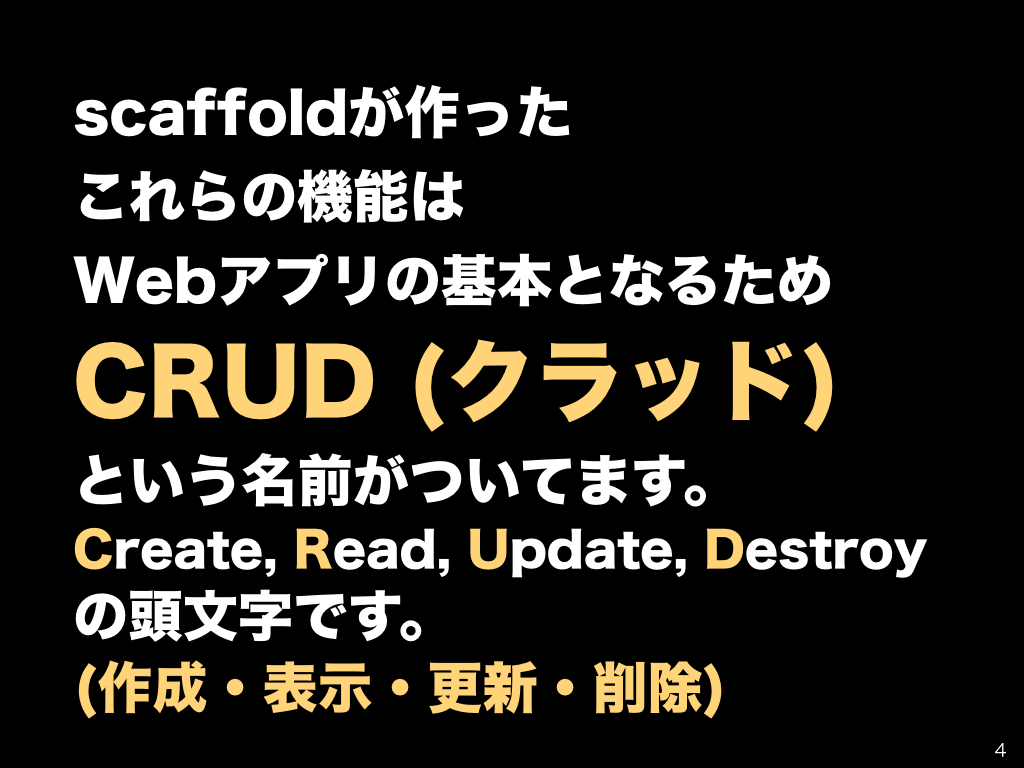 scaffoldが作った
これらの機能は
Webアプリの基本となるため
CRUD (クラッド)
という名前がついてます。
Create, Read, Update, Destroy
の頭文字です。
(作成・表示・更新・削除)
4